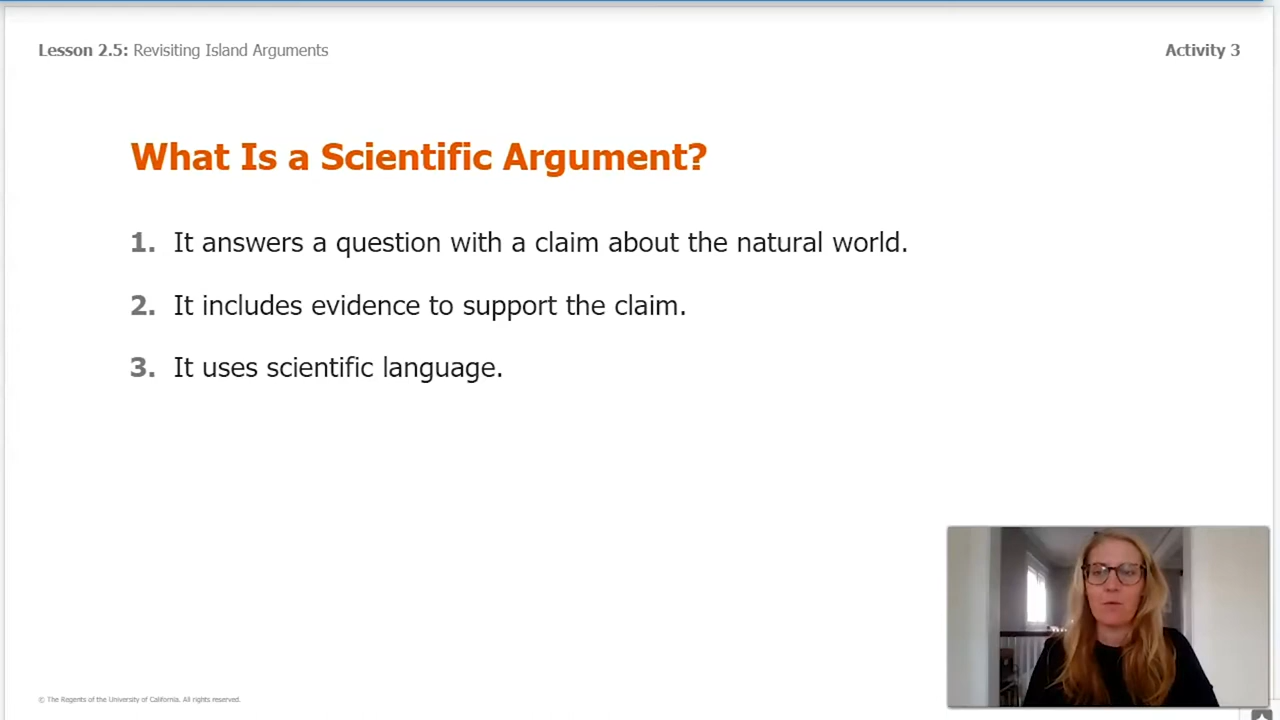 Lesson 2.5: Revisiting Island Arguments
Activity 3
What Is a Scientific Argument?
1. It answers a question with a claim about the natural world.
2. It includes evidence to support the claim.
3. It uses scientific language.
© The Regents of the University of California. All rights reserved.